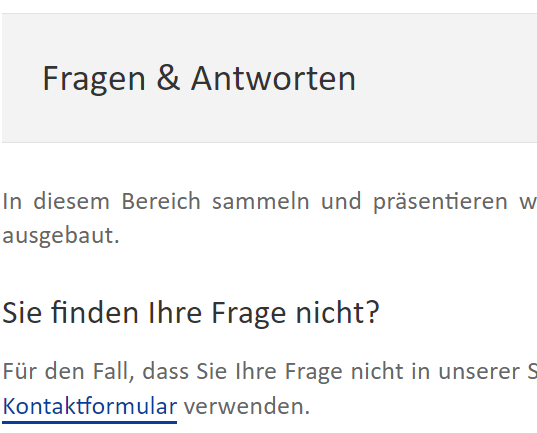 Fragen & Antworten
In diesem Bereich sammeln und präsentieren
ausgebaut.
Sie finden Ihre Frage nicht?
Für den Fall, dass Sie Ihre Frage nicht in unserer
Kontaktformular verwenden.